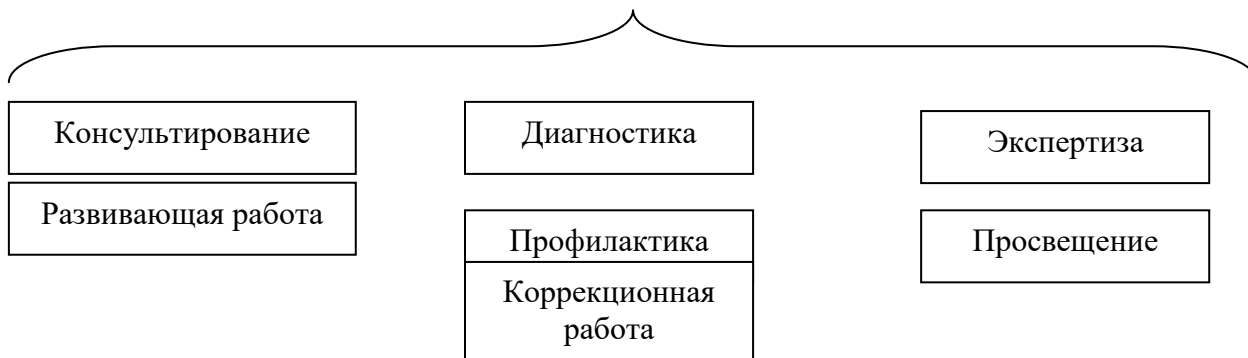 Консультирование
Диагностика
Экспертиза
Развивающая работа
Профилактика
Просвещение
Коррекционная
работа